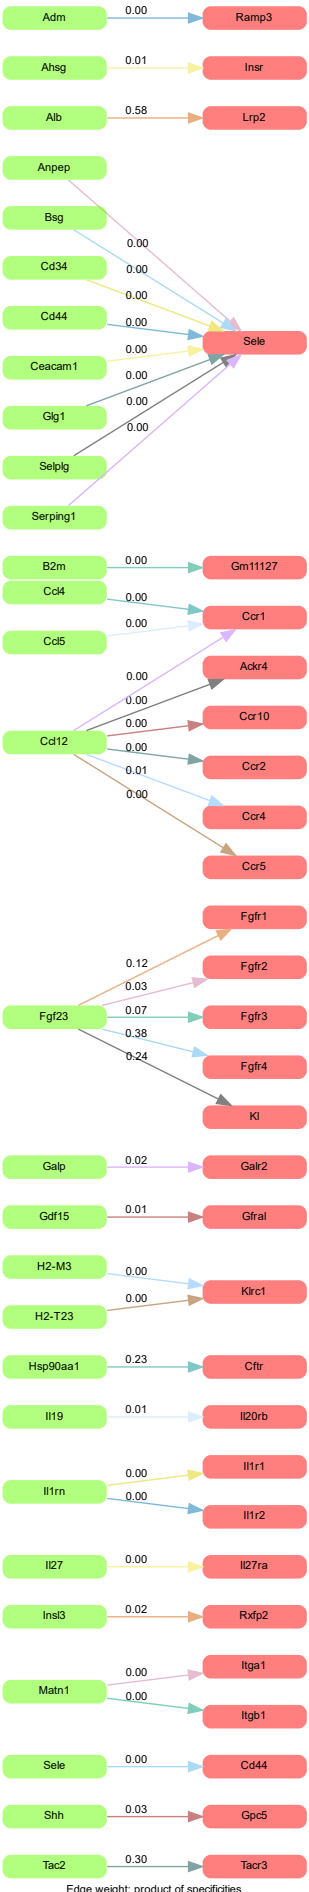 Adm 0.00 Ramp3
Ahsg 0.01 Insr
Alb 0.58 Lrp2
Anpep
Bsg
0.00
Cd34 0.00
0.00
Cd44 0.00
Sele
Ceacam1 0.00
0.00
Glg1 0.00
0.00
Selplg
Serping1
B2m 0.00 Gm11127
Ccl4 0.00
Ccr1
Ccl5 0.00
Ackr4
0.00
0.00
Ccr10
0.00
Ccl12 0.00
Ccr2
0.01
0.00
Ccr4
Ccr5
Fgfr1
0.12
Fgfr2
0.03
Fgf23 0.07 Fgfr3
0.38
0.24
Fgfr4
Kl
Galp 0.02 Galr2
Gdf15 0.01 Gfral
H2-M3 0.00
Klrc1
H2-T23 0.00
Hsp90aa1 0.23 Cftr
Il19 0.01 Il20rb
Il1r1
0.00
Il1rn 0.00
Il1r2
Il27 0.00 Il27ra
Insl3 0.02 Rxfp2
Itga1
0.00
Matn1 0.00
Itgb1
Sele 0.00 Cd44
Shh 0.03 Gpc5
Tac2 0.30 Tacr3
Edge weight: product of specificities